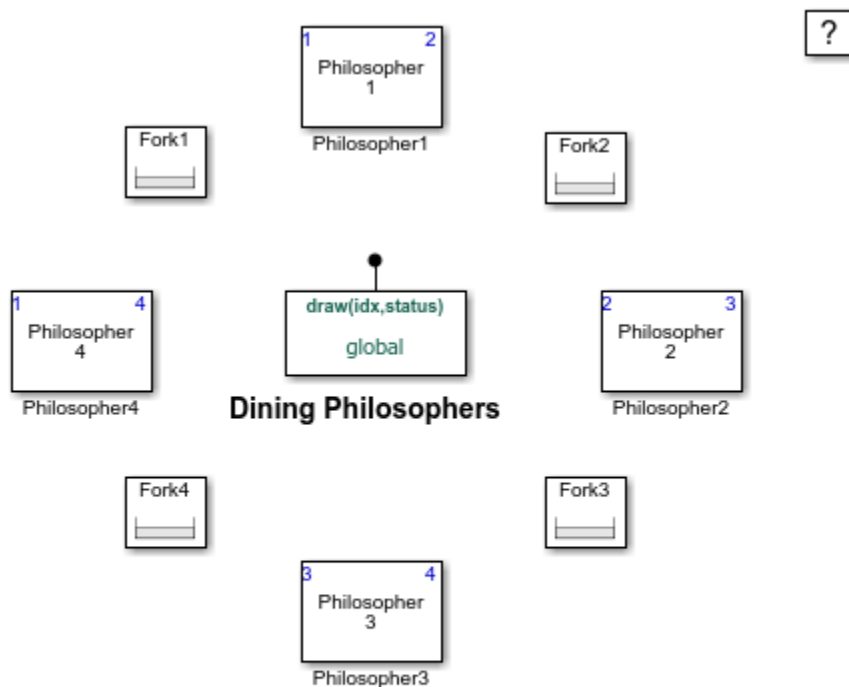 ?
1 2
Philosopher
1
Philosopher1
Fork1
Fork2
draw(idx,status)
global
1 4
Philosopher
4
Philosopher4
2 3
Philosopher
2
Philosopher2
Dining Philosophers
Fork4
Fork3
3 4
Philosopher
3
Philosopher3